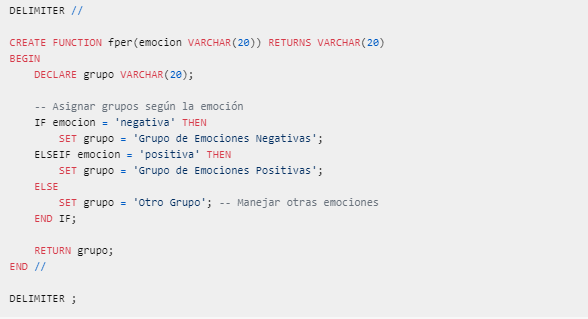 DELIMITER //
CREATE FUNCTION fper(emocion VARCHAR(20)) RETURNS VARCHAR(20)
BEGIN
    DECLARE grupo VARCHAR(20);
    -- Asignar grupos según la emoción
    IF emocion = 'negativa' THEN
        SET grupo = 'Grupo de Emociones Negativas';
    ELSEIF emocion = 'positiva' THEN
        SET grupo = 'Grupo de Emociones Positivas';
    ELSE
        SET grupo = 'Otro Grupo'; -- Manejar otras emociones
    END IF;
    RETURN grupo;
END //
DELIMITER ;